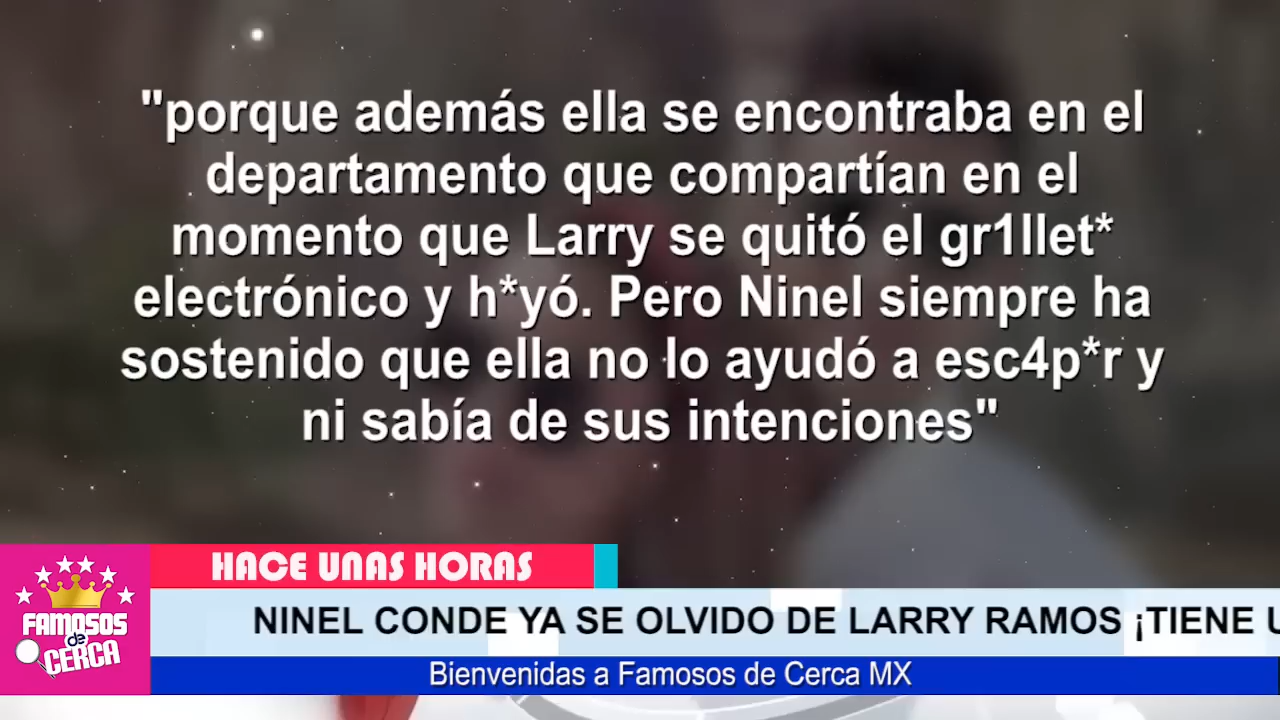 "porque además ella se encontraba en el
departamento que compartían en el
momento que Larry se quitó el gr1llet*
electrónico y h*yó. Pero Ninel siempre ha
sostenido que ella no lo ayudó a esc4p*r y
ni sabía de sus intenciones"
HACE UNAS HORAS
FAMOSOS
de
CERCA
NINEL CONDE YA SE OLVIDO DE LARRY RAMOS ¡TIENE U
Bienvenidas a Famosos de Cerca MX